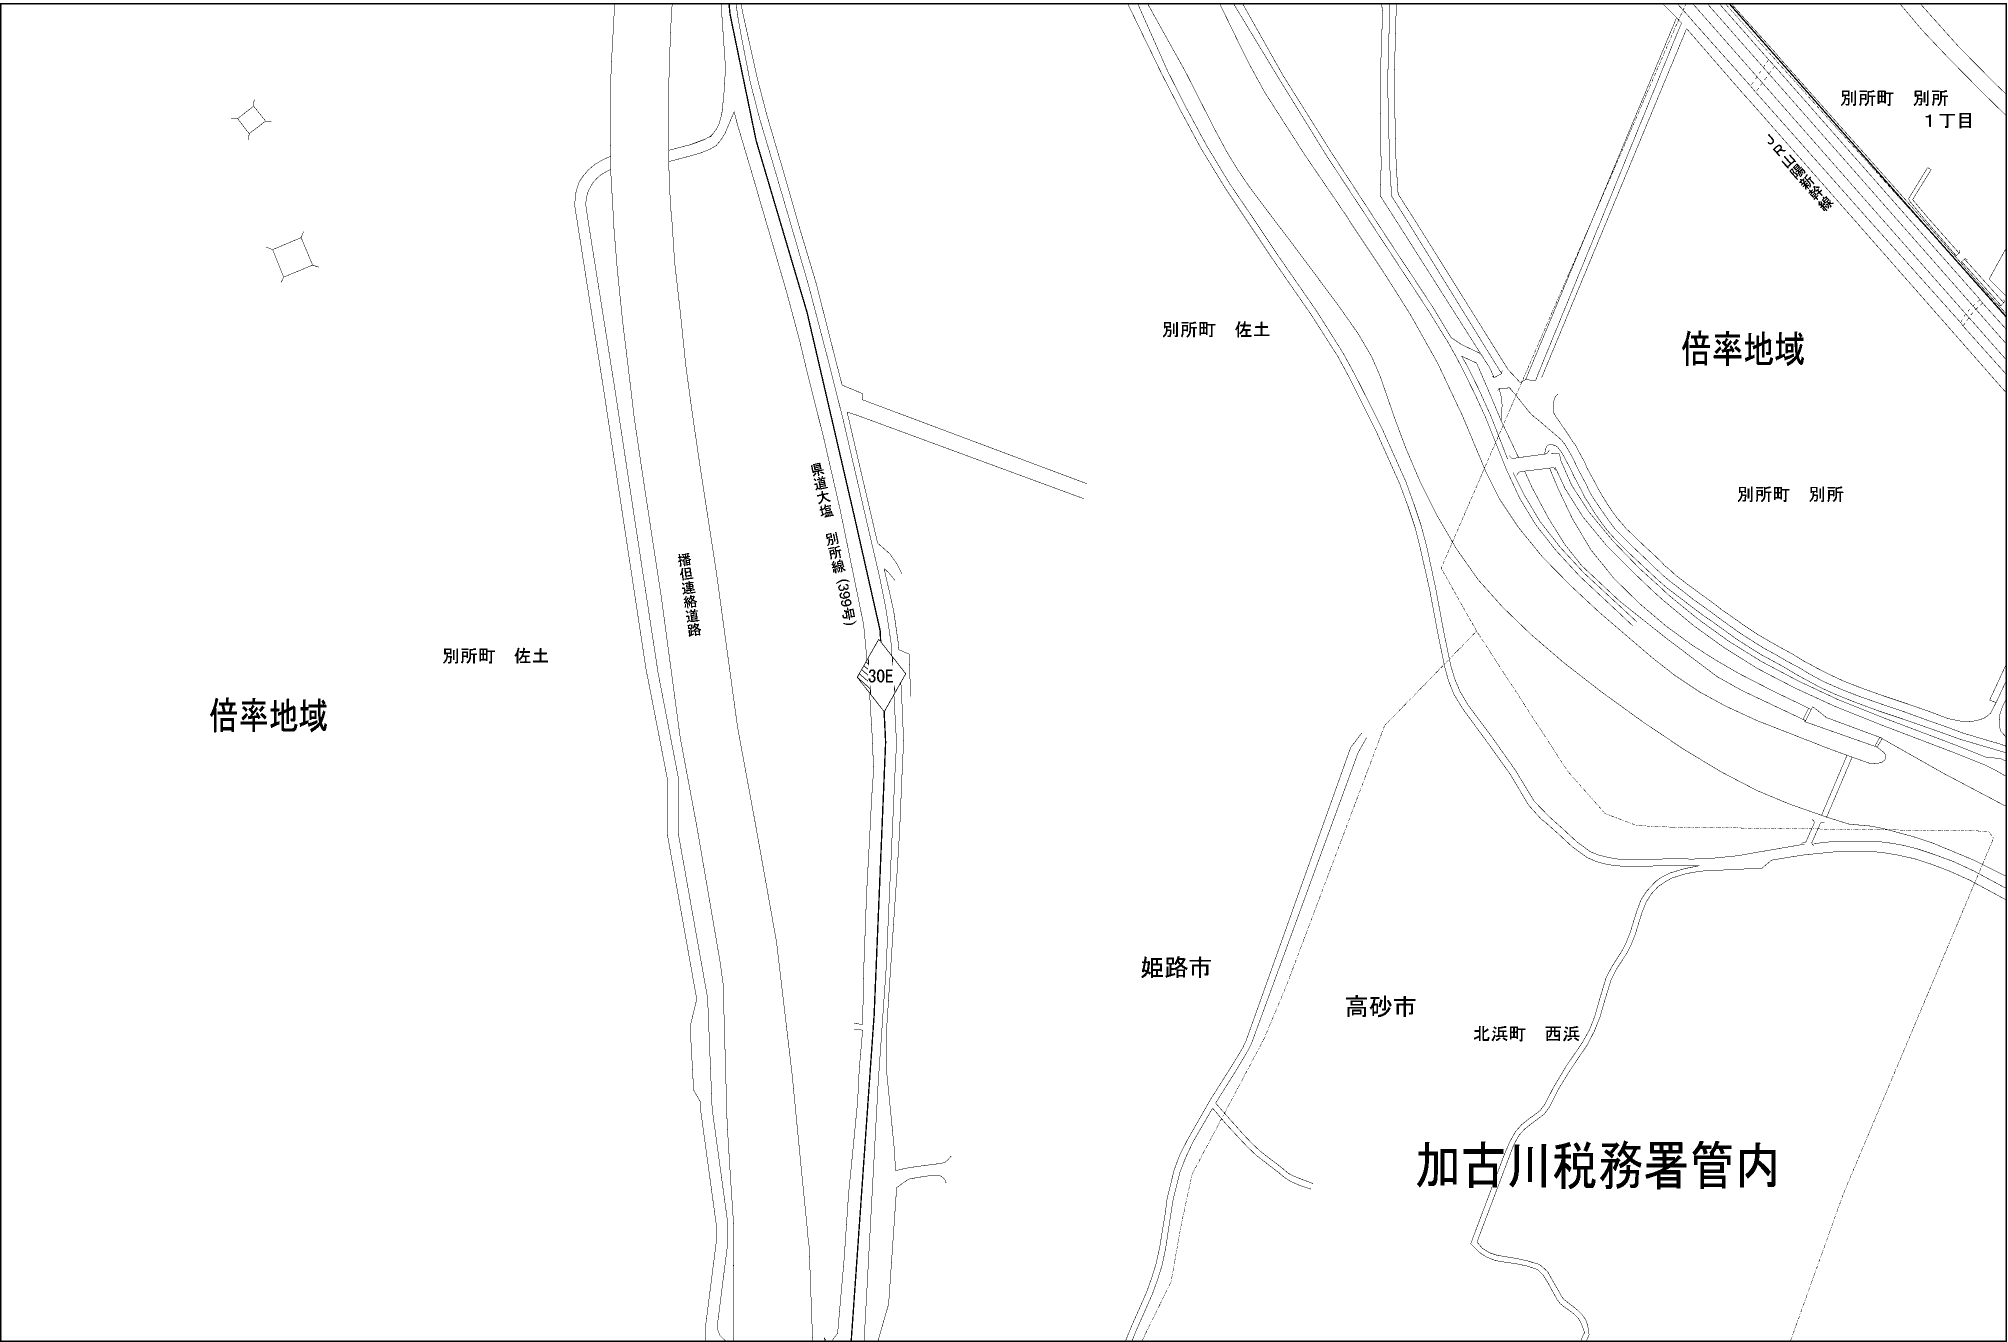 別所町　別所
１丁目
JR山陽新幹線
別所町　佐土
倍率地域
県道大塩　別所線(399号)
別所町　別所
播但連絡道路
別所町　佐土
30E
倍率地域
姫路市
高砂市
北浜町　西浜
加古川税務署管内